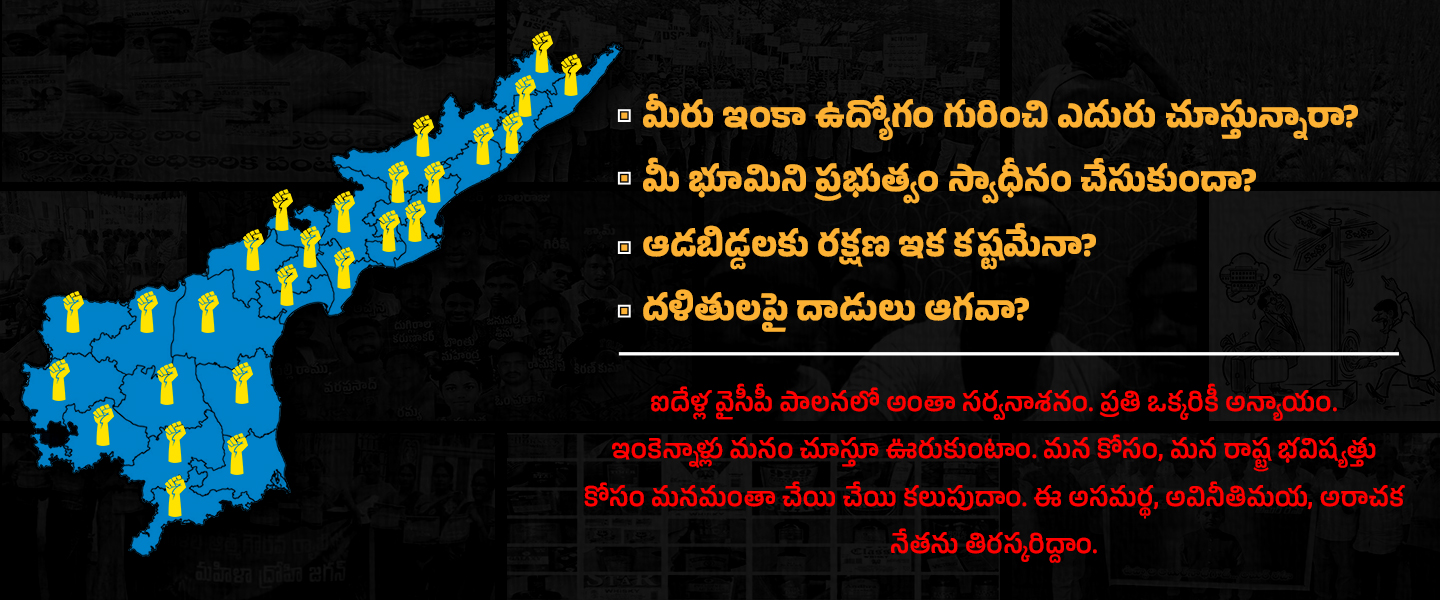 మీరు ఇంకా ఉద్యోగం గురించి ఎదురు చూస్తున్నారా?
మీ భూమిని ప్రభుత్వం స్వాధీనం చేసుకుందా?
ఆడబిడ్డలకు రక్షణ ఇక కష్టమేనా?
దళితులపై దాడులు ఆగవా?
ఐదేళ్ల వైసీపీ పాలనలో అంతా సర్వనాశనం. ప్రతి ఒక్కరికీ అన్యాయం.
ఇంకెన్నాళ్లు మనం చూస్తూ ఊరుకుంటాం. మన కోసం, మన రాష్ట్ర భవిష్యత్తు
కోసం మనమంతా చేయి చేయి కలుపుదాం. ఈ అసమర్థ, అవినీతిమయ, అరాచక
నేతను తిరస్కరిద్దాం.
మహిళా ద్రోహి జగన్